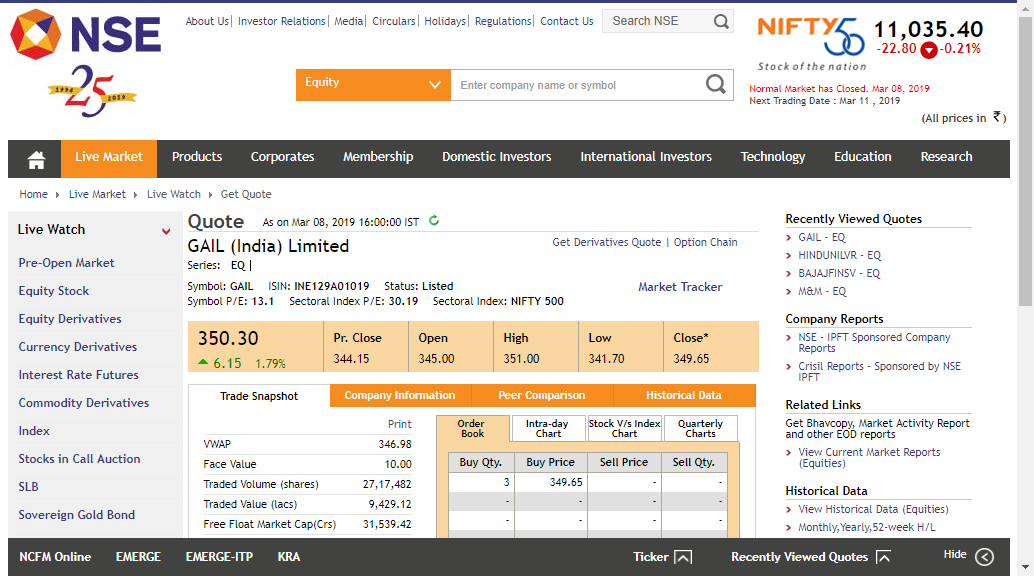 NSE
1994 25 2019
About Us| Investor Relations| Media| Circulars| Holidays| Regulations| Contact Us
Search NSE
NIFTY 50
Stock of the nation
11,035.40
-22.80 -0.21%
Equity
Enter company name or symbol
Normal Market has Closed. Mar 08, 2019
Next Trading Date : Mar 11 , 2019
(All prices in ₹)
Live Market Products Corporates Membership Domestic Investors International Investors Technology Education Research
Home Live Market Live Watch Get Quote
Live Watch
Pre-Open Market
Equity Stock
Equity Derivatives
Currency Derivatives
Interest Rate Futures
Commodity Derivatives
Index
Stocks in Call Auction
SLB
Sovereign Gold Bond
Quote As on Mar 08, 2019 16:00:00 IST
GAIL (India) Limited
Get Derivatives Quote | Option Chain
Series: EQ |
Symbol: GAIL ISIN: INE129A01019 Status: Listed
Market Tracker
Symbol P/E: 13.1 Sectoral Index P/E: 30.19 Sectoral Index: NIFTY 500
350.30 Pr. Close Open High Low Close*
6.15 1.79% 344.15 345.00 351.00 341.70 349.65
Trade Snapshot Company Information Peer Comparison Historical Data
Print
VWAP 346.98
Face Value 10.00
Traded Volume (shares) 27,17,482
Traded Value (lacs) 9,429.12
Free Float Market Cap(Crs) 31,539.42
Order Book
Intra-day Chart
Stock V/s Index Chart
Quarterly Charts
Buy Qty. Buy Price Sell Price Sell Qty.
3 349.65 - -
- - - -
- - - -
Recently Viewed Quotes
GAIL - EQ
HINDUNILVR - EQ
BAJAJFINSV - EQ
M&M - EQ
Company Reports
NSE - IPFT Sponsored Company
Reports
Crisil Reports - Sponsored by NSE
IPFT
Related Links
Get Bhavcopy, Market Activity Report
and other EOD reports
View Current Market Reports
(Equities)
Historical Data
View Historical Data (Equities)
Monthly,Yearly,52-week H/L
NCFM Online EMERGE EMERGE-ITP KRA Ticker Recently Viewed Quotes Hide